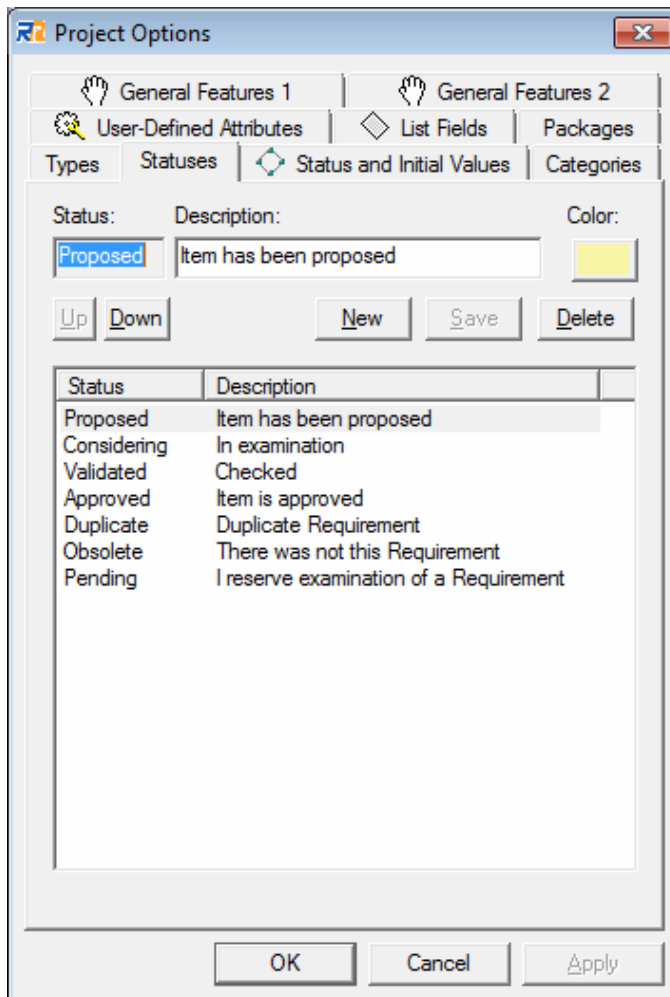 Project Options
General Features 1 General Features 2
User-Defined Attributes List Fields Packages
Types Statuses Status and Initial Values Categories
Status: Description: Color:
Proposed Item has been proposed
Up Down New Save Delete
Status Description
Proposed Item has been proposed
Considering In examination
Validated Checked
Approved Item is approved
Duplicate Duplicate Requirement
Obsolete There was not this Requirement
Pending I reserve examination of a Requirement
OK Cancel Apply